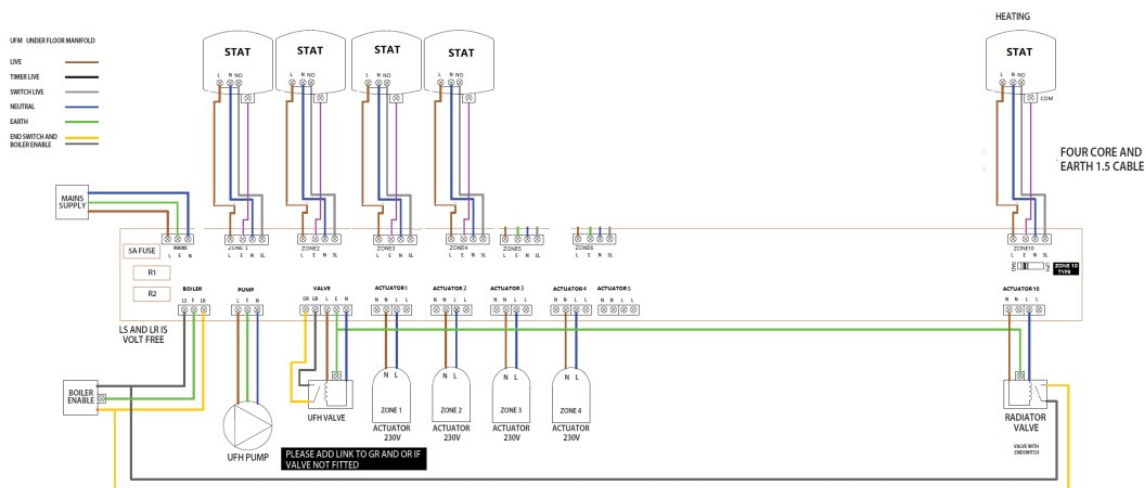 HEATING
UFM UNDER FLOOR MANIFOLD
LIVE
TIMER LIVE
SWITCH LIVE
NEUTRAL
EARTH
END SWITCH AND
BOILER ENABLE
STAT STAT STAT STAT STAT
L N NO L N NO L N NO L N NO L N NO
COM
FOUR CORE AND
EARTH 1.5 CABLE
MAINS
SUPPLY
MAINS ZONE 1 ZONE2 ZONE3 ZONE4 ZONE5 ZONE6 ZONE10
L E N L E N SL L E N SL L E N SL L E N SL L E N SL L E N SL L E N SL
5A FUSE
R1
R2
RAD UFH
ZONE 10
TYPE
BOILER PUMP VALVE ACTUATOR1 ACTUATOR 2 ACTUATOR 3 ACTUATOR 4 ACTUATOR 5 ACTUATOR 10
LS E LR L E N GR GR L E N N N L L N N L L N N L L N N L L N N L L N N L L
LS AND LR IS
VOLT FREE
BOILER
ENABLE
N L N L N L N L
ZONE 1 ZONE 2 ZONE 3 ZONE 4
UFH VALVE
ACTUATOR
230V
ACTUATOR
230V
ACTUATOR
230V
ACTUATOR
230V
RADIATOR
VALVE
UFH PUMP
PLEASE ADD LINK TO GR AND OR IF
VALVE NOT FITTED
VALVE WITH
ENDSWITCH